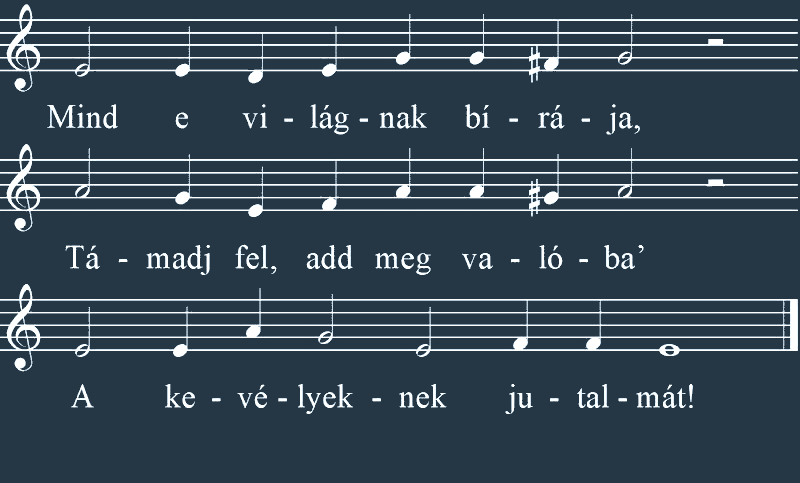 Mind e vi - lág - nak bí - rá - ja,
Tá - madj fel, add meg va - ló - ba’
A ke - vé - lyek - nek ju - tal - mát!